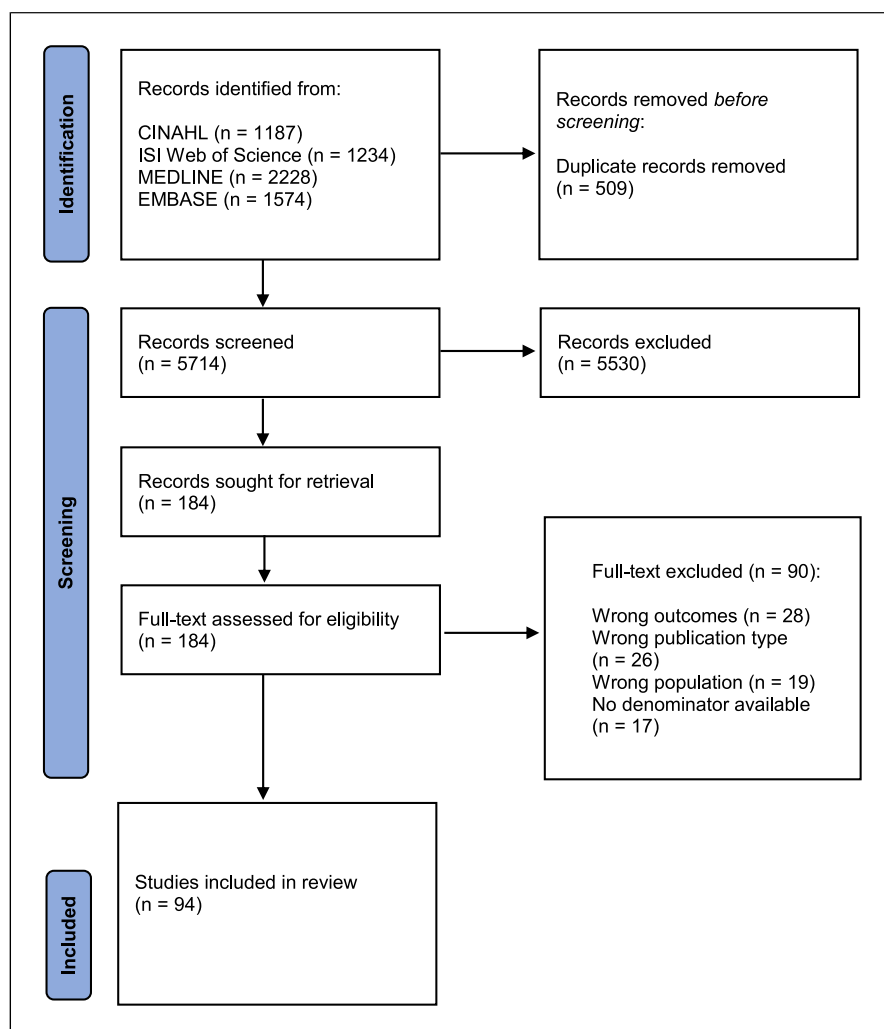 Identification
Records identified from:
CINAHL (n = 1187)
ISI Web of Science (n = 1234)
MEDLINE (n = 2228)
EMBASE (n = 1574)
Records removed before
screening:
Duplicate records removed
(n = 509)
Screening
Records screened
(n = 5714)
Records excluded
(n = 5530)
Records sought for retrieval
(n = 184)
Full-text assessed for eligibility
(n = 184)
Full-text excluded (n = 90):
Wrong outcomes (n = 28)
Wrong publication type
(n = 26)
Wrong population (n = 19)
No denominator available
(n = 17)
Included
Studies included in review
(n = 94)